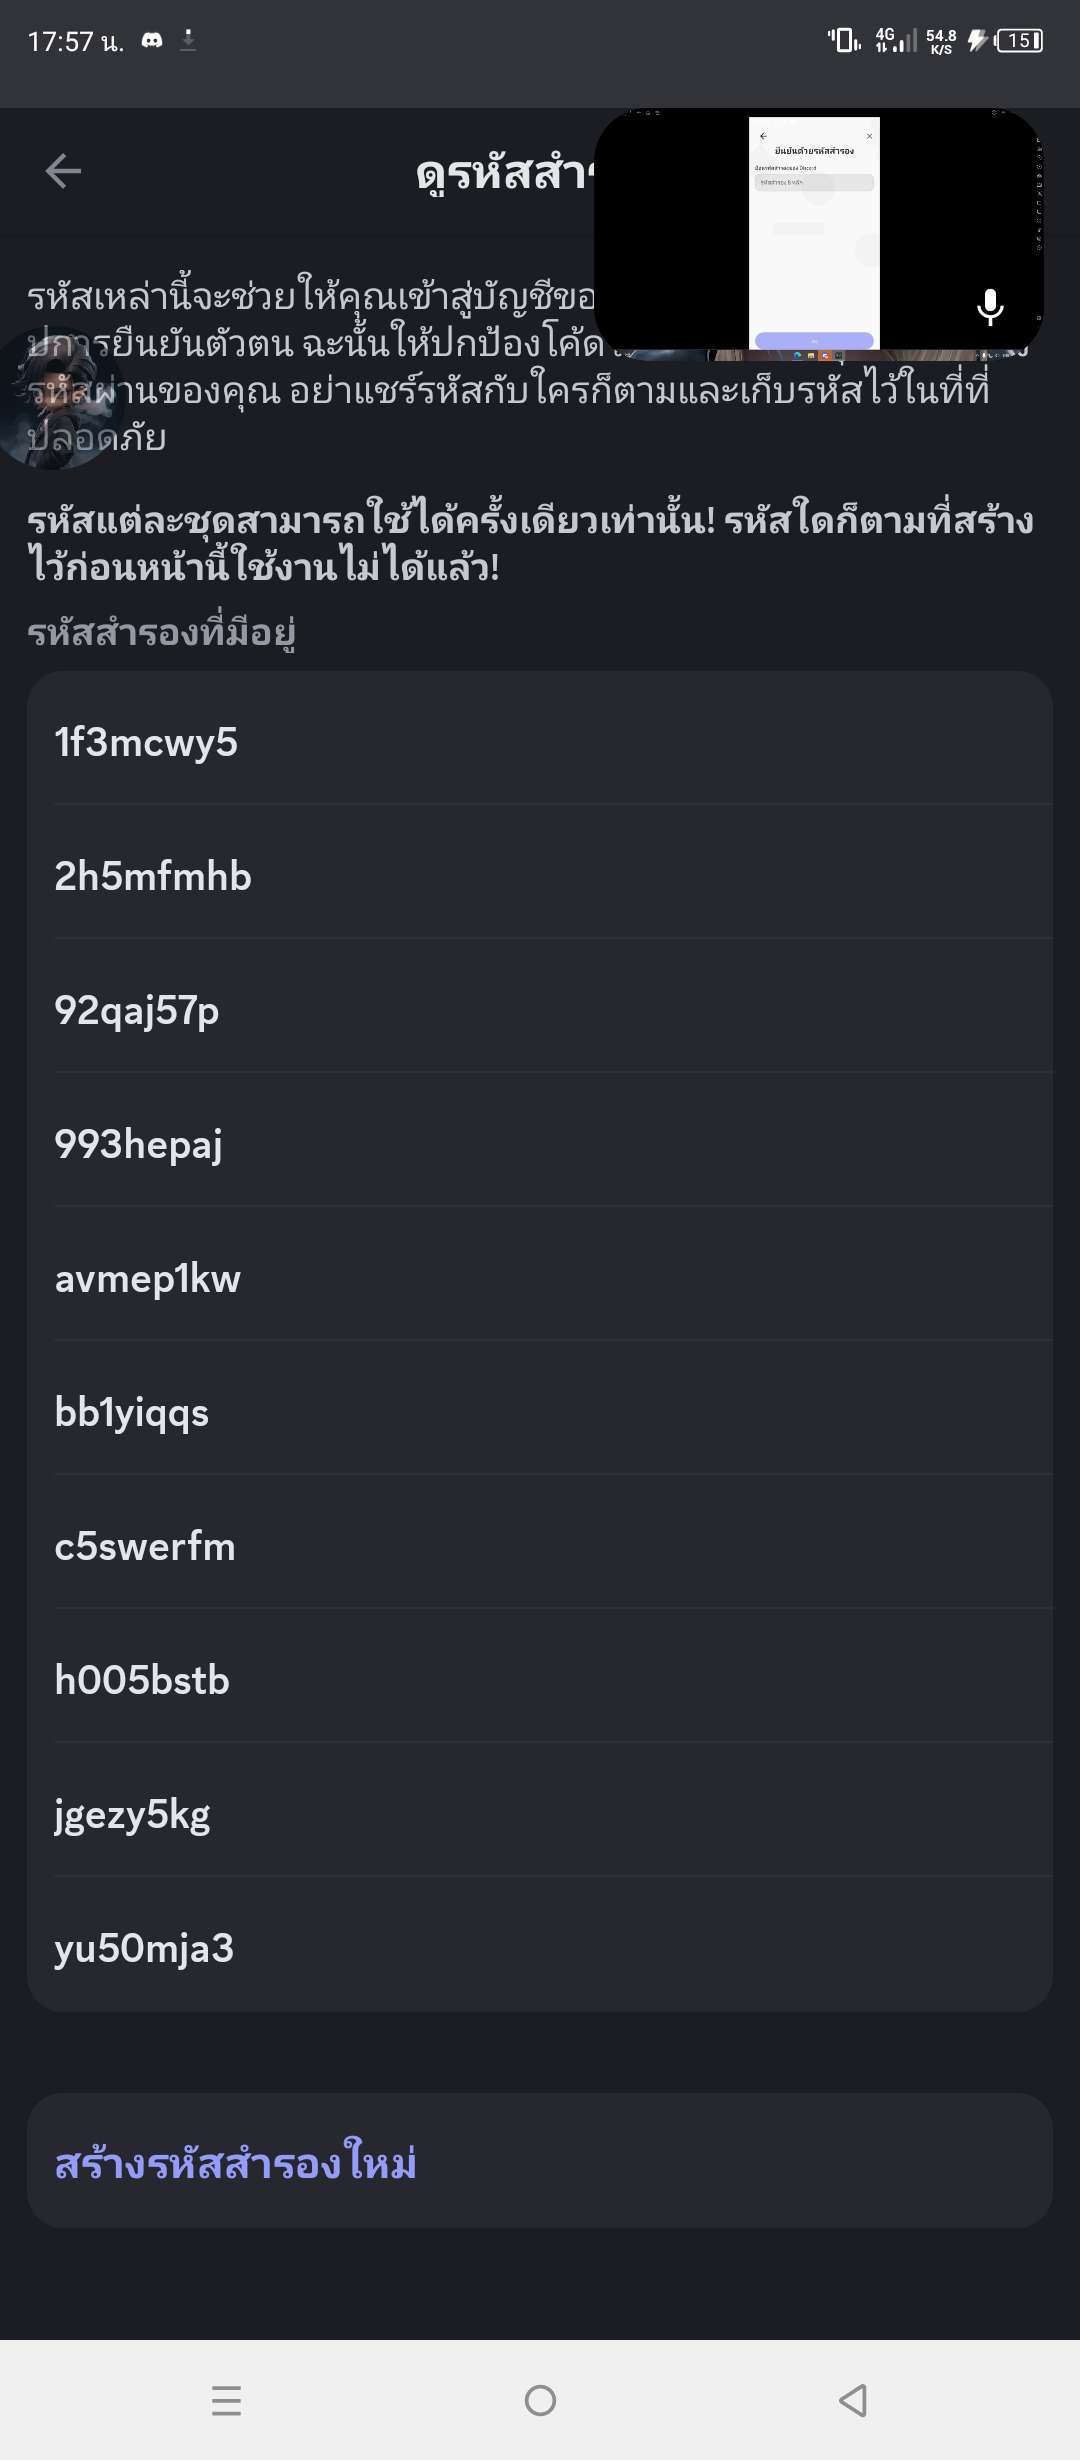 17:57 น.
4G
54.8
K/S
15
ยืนยันด้วยรหัสสำรอง
รหัสเหล่านี้จะช่วยให้คุณเข้าสู่บัญชีขอ
ปการยืนยันตัวตน ฉะนั้นให้ปกป้องโค้ด
รหัสผ่านของคุณ อย่าแชร์รหัสกับใครก็ตามและเก็บรหัสไว้ในที่ที่
ปลอดภัย
รหัสแต่ละชุดสามารถใช้ได้ครั้งเดียวเท่านั้น! รหัสใดก็ตามที่สร้าง
ไว้ก่อนหน้านี้ใช้งานไม่ได้แล้ว!
รหัสสำรองที่มีอยู่
1f3mcwy5
2h5mfmhb
92qaj57p
993hepaj
avmep1kw
bb1yiqqs
c5swerfm
h005bstb
jgezy5kg
yu50mja3
สร้างรหัสสำรองใหม่